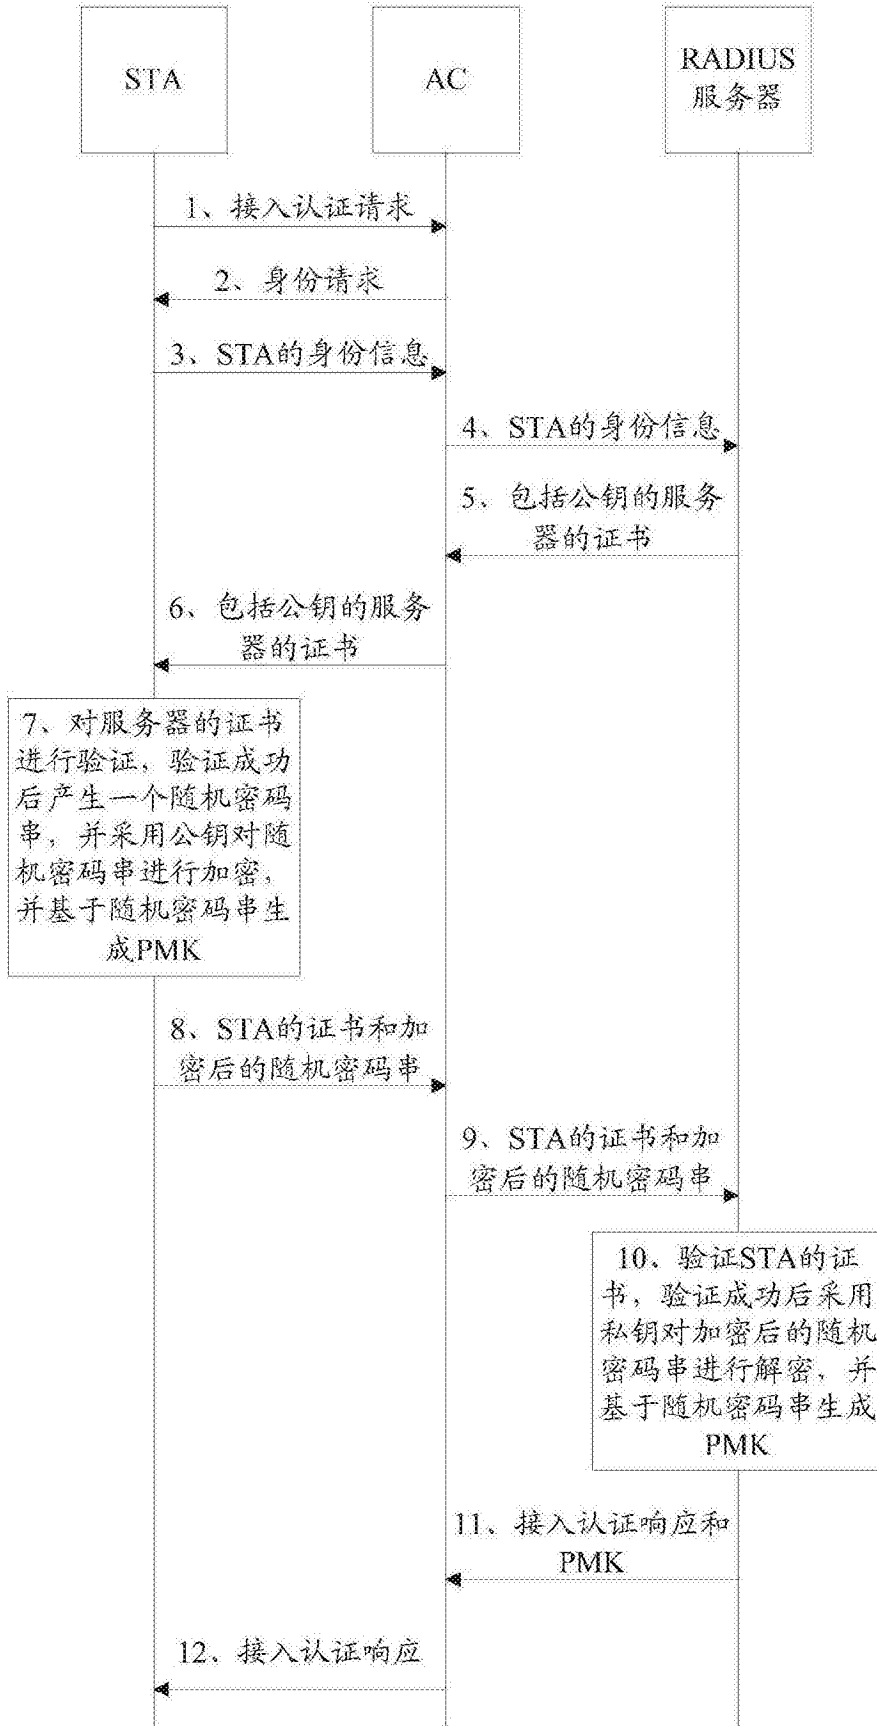 STA
AC
RADIUS
服务器
1、接入认证请求
2、身份请求
3、STA的身份信息
4、STA的身份信息
5、包括公钥的服务
器的证书
6、包括公钥的服务
器的证书
7、对服务器的证书
进行验证，验证成功
后产生一个随机密码
串，并采用公钥对随
机密码串进行加密，
并基于随机密码串生
成PMK
8、STA的证书和加
密后的随机密码串
9、STA的证书和加
密后的随机密码串
10、验证STA的证
书，验证成功后采用
私钥对加密后的随机
密码串进行解密，并
基于随机密码串生成
PMK
11、接入认证响应和
PMK
12、接入认证响应